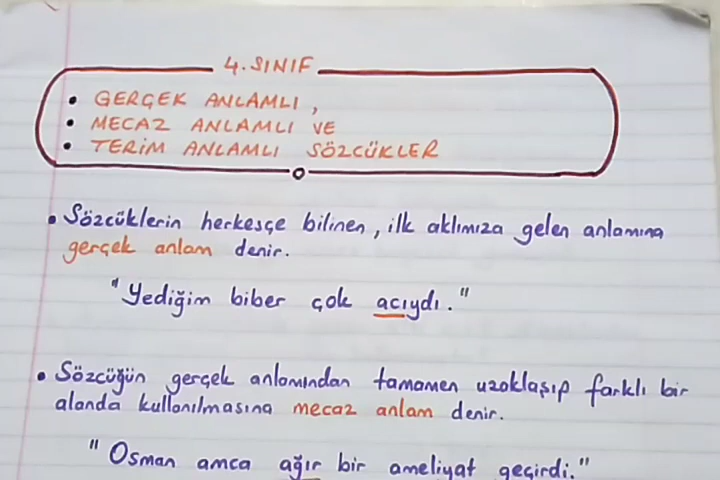 4. SINIF
• GERÇEK ANLAMLI,
• MECAZ ANLAMLI VE
• TERİM ANLAMLI SÖZCÜKLER
• Sözcüklerin herkesçe bilinen, ilk aklımıza gelen anlamına
gerçek anlam denir.
"Yediğim biber çok acıydı."
• Sözcüğün gerçek anlamından tamamen uzaklaşıp farklı bir
alanda kullanılmasına mecaz anlam denir.
"Osman amca ağır bir ameliyat geçirdi."